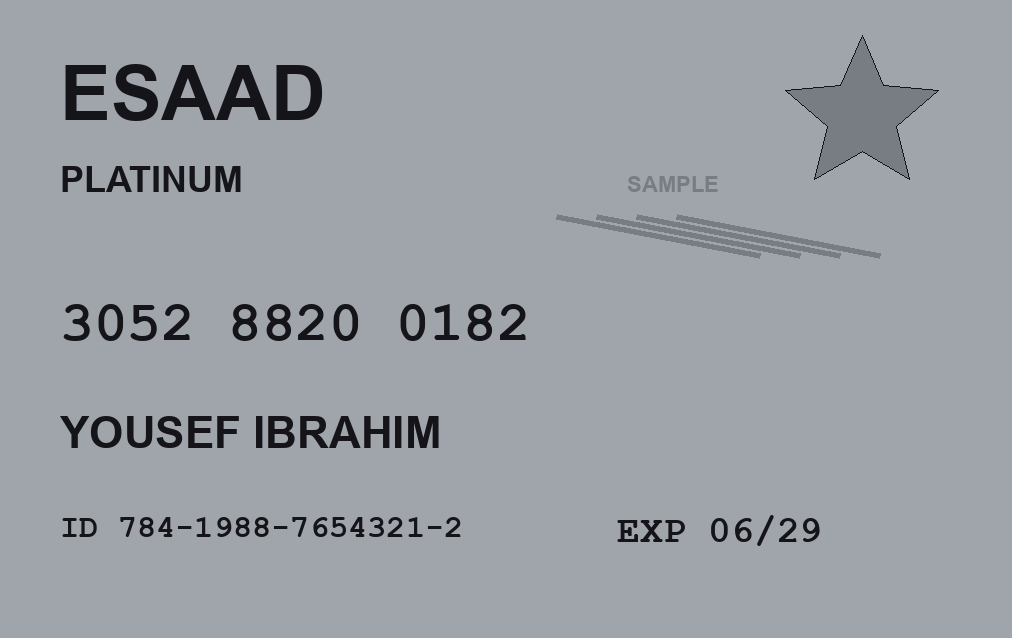 ESAAD
PLATINUM
SAMPLE
3052 8820 0182
YOUSEF IBRAHIM
ID 784-1988-7654321-2
EXP 06/29